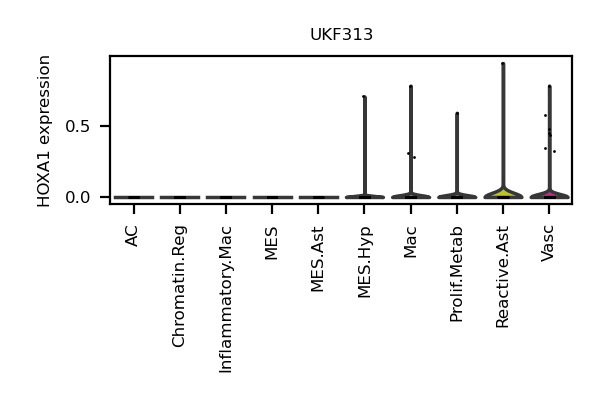 UKF313
HOXA1 expression
0.5
0.0
AC
Chromatin.Reg
Inflammatory.Mac
MES
MES.Ast
MES.Hyp
Mac
Prolif.Metab
Reactive.Ast
Vasc